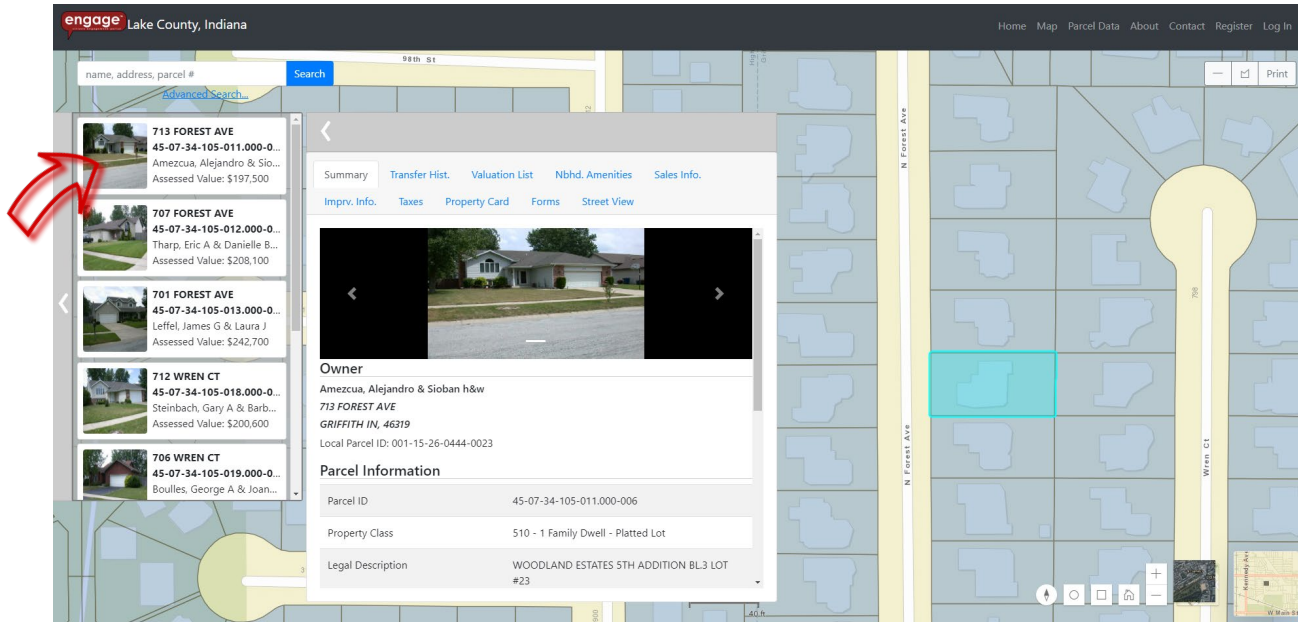 engage Lake County, Indiana
Home Map Parcel Data About Contact Register Log In
98th St
name, address, parcel # Search
Advanced Search...
Print
713 FOREST AVE
45-07-34-105-011.000-0...
Amezcua, Alejandro & Sio...
Assessed Value: $197,500
707 FOREST AVE
45-07-34-105-012.000-0...
Tharp, Eric A & Danielle B...
Assessed Value: $208,100
701 FOREST AVE
45-07-34-105-013.000-0...
Leffel, James G & Laura J
Assessed Value: $242,700
712 WREN CT
45-07-34-105-018.000-0...
Steinbach, Gary A & Barb...
Assessed Value: $200,600
706 WREN CT
45-07-34-105-019.000-0...
Boulles, George A & Joan...
Summary Transfer Hist. Valuation List Nbhd. Amenities Sales Info.
Imprv. Info. Taxes Property Card Forms Street View
Owner
Amezcua, Alejandro & Sioban h&w
713 FOREST AVE
GRIFFITH IN, 46319
Local Parcel ID: 001-15-26-0444-0023
Parcel Information
Parcel ID 45-07-34-105-011.000-006
Property Class 510 - 1 Family Dwell - Platted Lot
Legal Description WOODLAND ESTATES 5TH ADDITION BL.3 LOT
#23
N Forest Ave
N Forest Ave
798
Wren Ct
40 ft
Kennedy Ave
W Main St